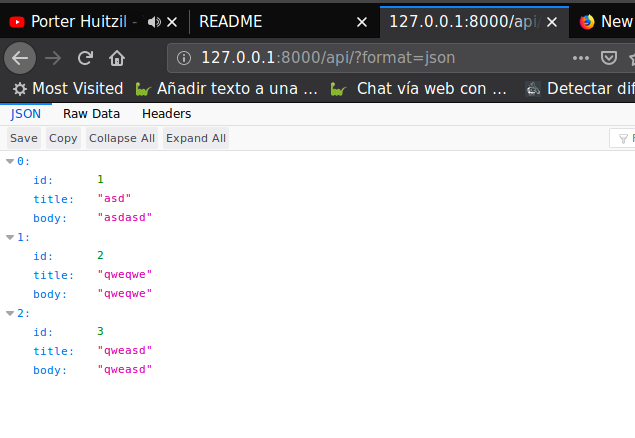 Porter Huitzil -
README
127.0.0.1:8000/api/
New
127.0.0.1:8000/api/?format=json
Most Visited
Añadir texto a una ...
Chat vía web con ...
Detectar dif
JSON
Raw Data
Headers
Save
Copy
Collapse All
Expand All
0:
id: 1
title: "asd"
body: "asdasd"
1:
id: 2
title: "qweqwe"
body: "qweqwe"
2:
id: 3
title: "qweasd"
body: "qweasd"